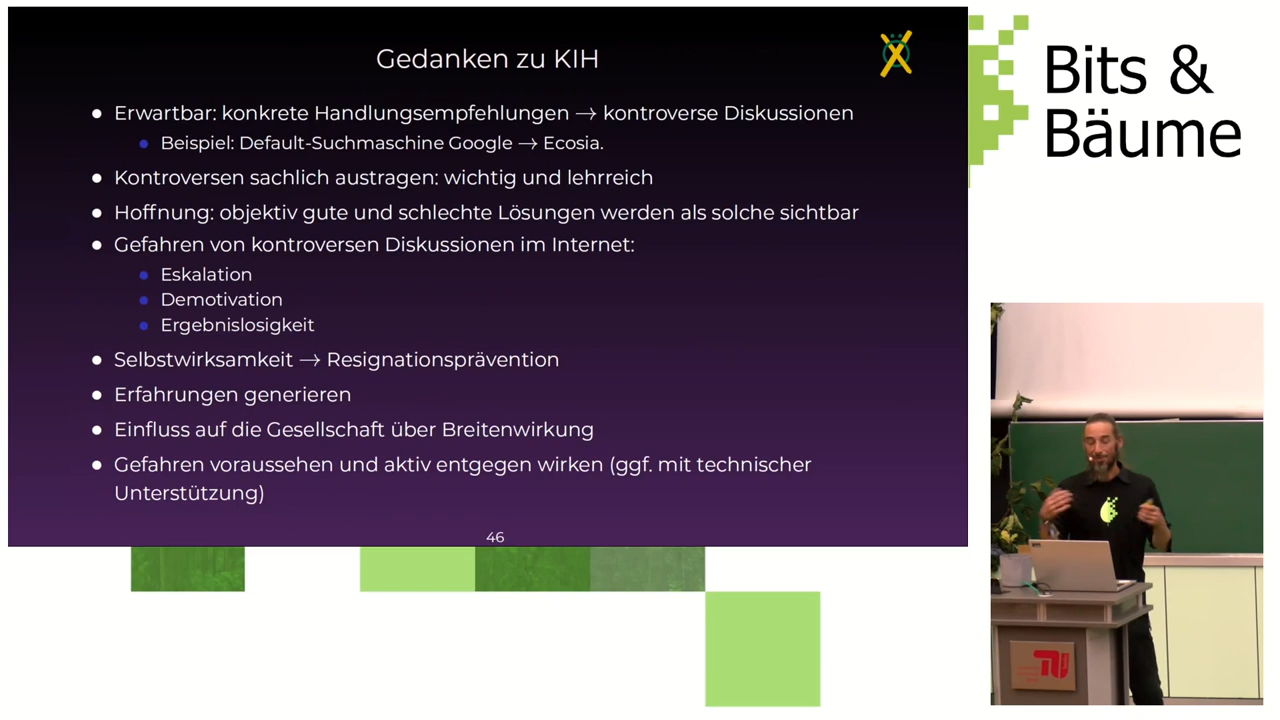 Gedanken zu KIH
• Erwartbar: konkrete Handlungsempfehlungen → kontroverse Diskussionen
• Beispiel: Default-Suchmaschine Google → Ecosia.
• Kontroversen sachlich austragen: wichtig und lehrreich
• Hoffnung: objektiv gute und schlechte Lösungen werden als solche sichtbar
• Gefahren von kontroversen Diskussionen im Internet:
• Eskalation
• Demotivation
• Ergebnislosigkeit
• Selbstwirksamkeit → Resignationsprävention
• Erfahrungen generieren
• Einfluss auf die Gesellschaft über Breitenwirkung
• Gefahren voraussehen und aktiv entgegen wirken (ggf. mit technischer
Unterstützung)
46
Bits &
Bäume